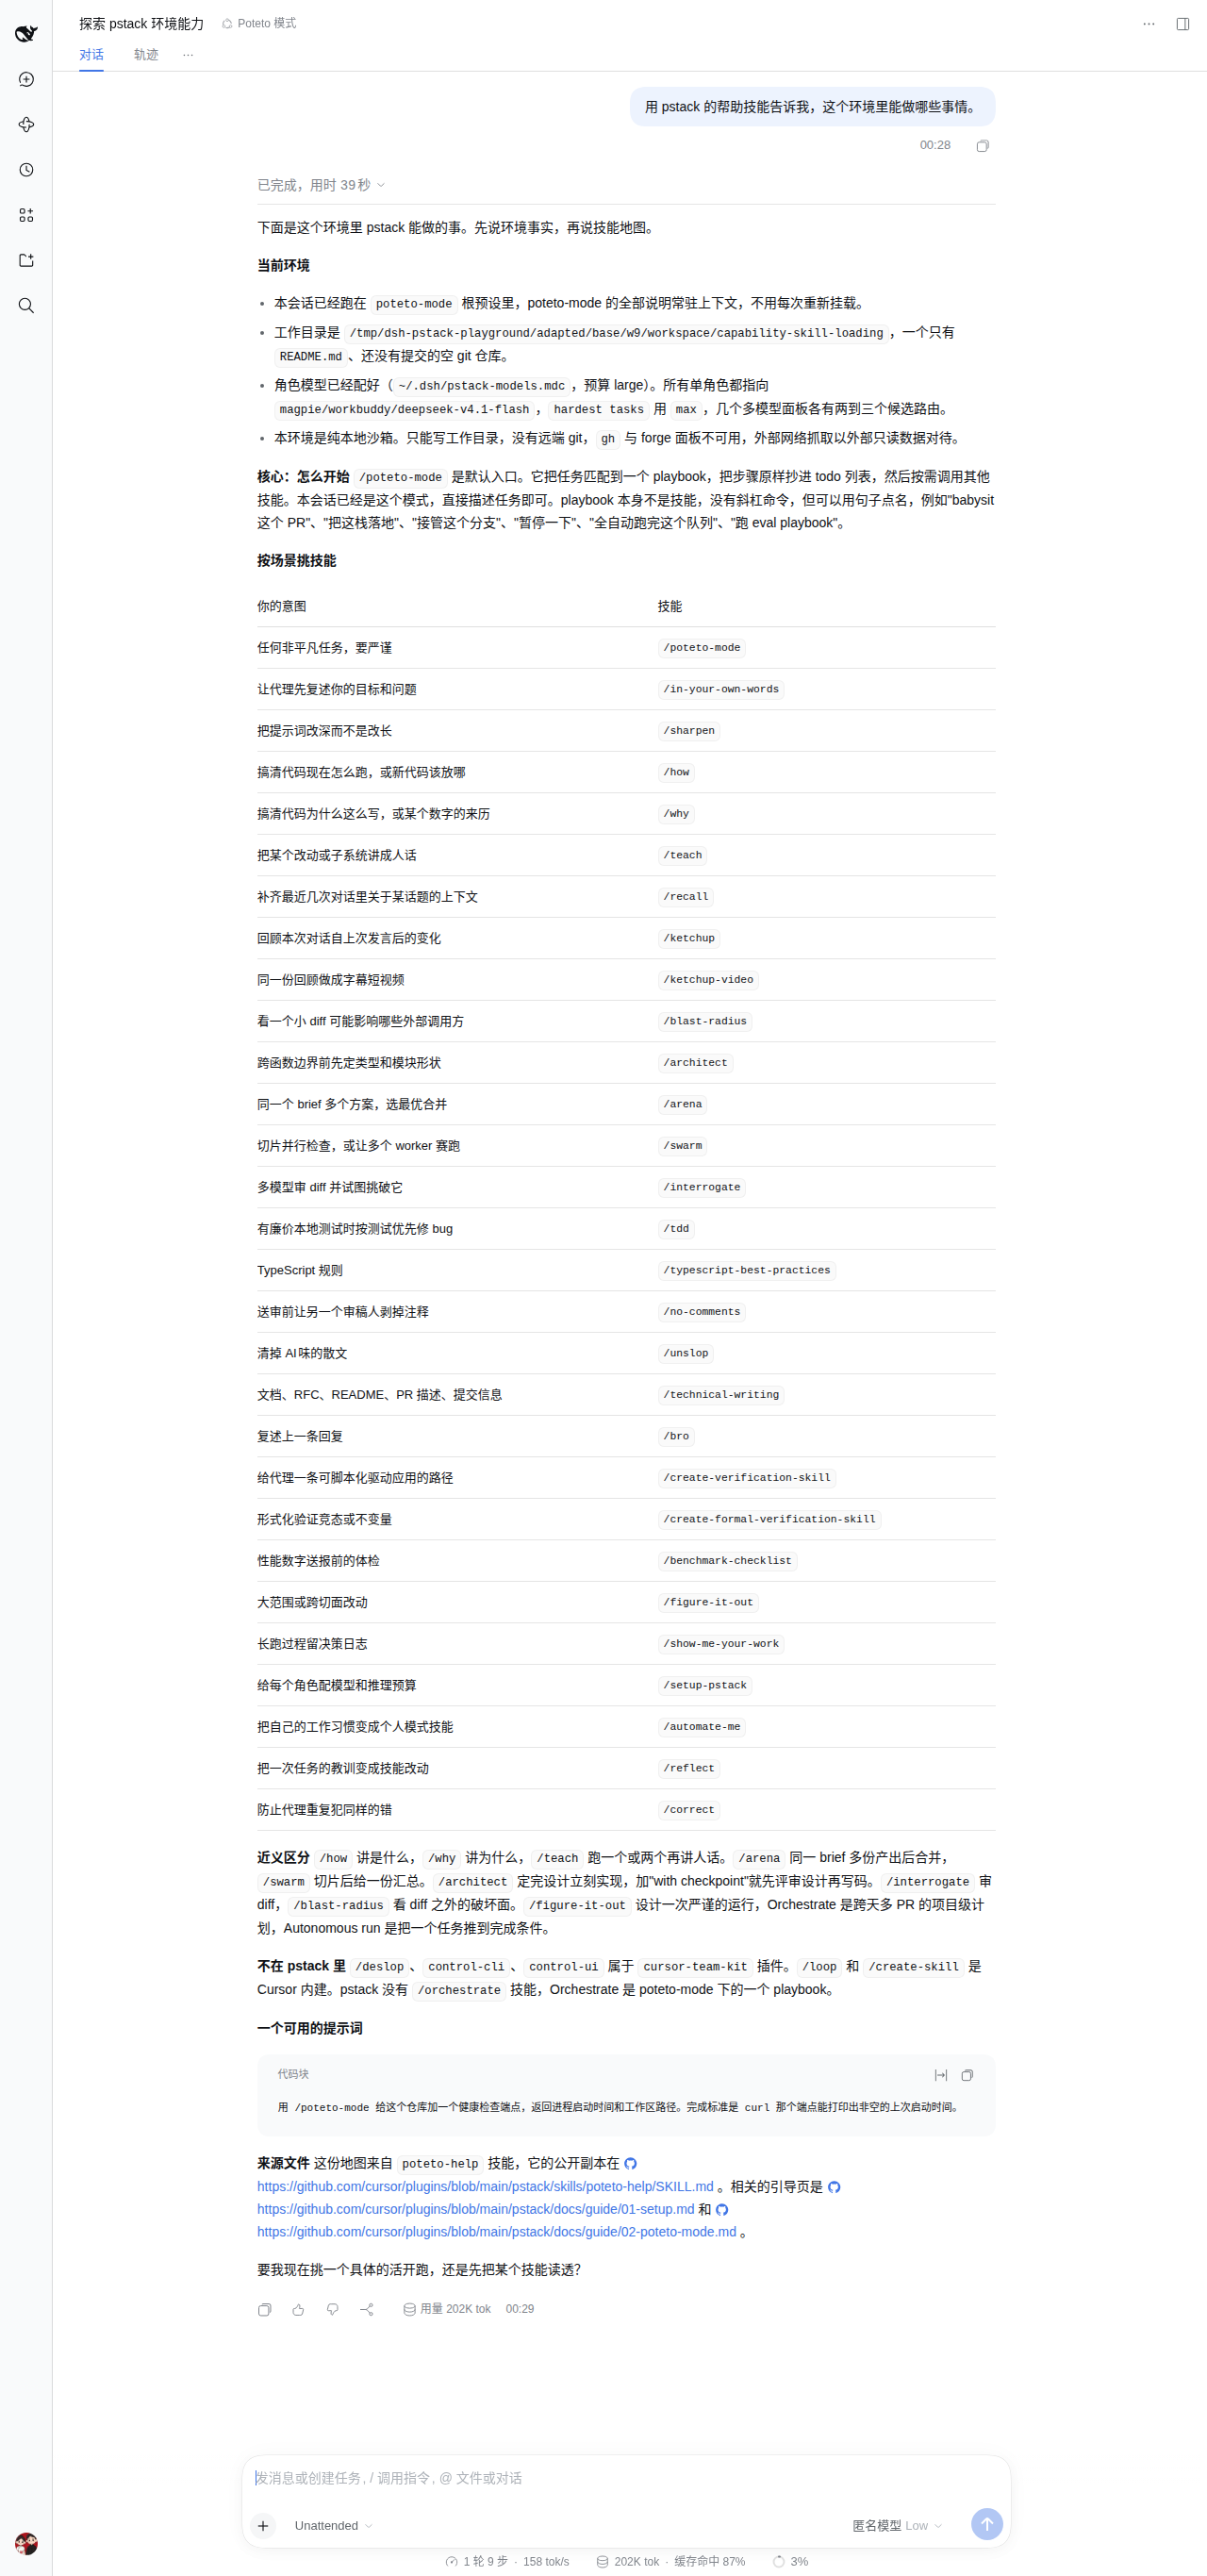 探索 pstack 环境能力 Poteto 模式
对话 轨迹 ···
用 pstack 的帮助技能告诉我，这个环境里能做哪些事情。
00:28
已完成，用时 39 秒
下面是这个环境里 pstack 能做的事。先说环境事实，再说技能地图。
当前环境
本会话已经跑在 poteto-mode 根预设里，poteto-mode 的全部说明常驻上下文，不用每次重新挂载。
工作目录是 /tmp/dsh-pstack-playground/adapted/base/w9/workspace/capability-skill-loading ，一个只有
README.md 、还没有提交的空 git 仓库。
角色模型已经配好（ ~/.dsh/pstack-models.mdc ，预算 large）。所有单角色都指向
magpie/workbuddy/deepseek-v4.1-flash ， hardest tasks 用 max ，几个多模型面板各有两到三个候选路由。
本环境是纯本地沙箱。只能写工作目录，没有远端 git， gh 与 forge 面板不可用，外部网络抓取以外部只读数据对待。
核心：怎么开始 /poteto-mode 是默认入口。它把任务匹配到一个 playbook，把步骤原样抄进 todo 列表，然后按需调用其他
技能。本会话已经是这个模式，直接描述任务即可。playbook 本身不是技能，没有斜杠命令，但可以用句子点名，例如"babysit
这个 PR"、"把这栈落地"、"接管这个分支"、"暂停一下"、"全自动跑完这个队列"、"跑 eval playbook"。
按场景挑技能
你的意图 技能
任何非平凡任务，要严谨 /poteto-mode
让代理先复述你的目标和问题 /in-your-own-words
把提示词改深而不是改长 /sharpen
搞清代码现在怎么跑，或新代码该放哪 /how
搞清代码为什么这么写，或某个数字的来历 /why
把某个改动或子系统讲成人话 /teach
补齐最近几次对话里关于某话题的上下文 /recall
回顾本次对话自上次发言后的变化 /ketchup
同一份回顾做成字幕短视频 /ketchup-video
看一个小 diff 可能影响哪些外部调用方 /blast-radius
跨函数边界前先定类型和模块形状 /architect
同一个 brief 多个方案，选最优合并 /arena
切片并行检查，或让多个 worker 赛跑 /swarm
多模型审 diff 并试图挑破它 /interrogate
有廉价本地测试时按测试优先修 bug /tdd
TypeScript 规则 /typescript-best-practices
送审前让另一个审稿人剥掉注释 /no-comments
清掉 AI 味的散文 /unslop
文档、RFC、README、PR 描述、提交信息 /technical-writing
复述上一条回复 /bro
给代理一条可脚本化驱动应用的路径 /create-verification-skill
形式化验证竞态或不变量 /create-formal-verification-skill
性能数字送报前的体检 /benchmark-checklist
大范围或跨切面改动 /figure-it-out
长跑过程留决策日志 /show-me-your-work
给每个角色配模型和推理预算 /setup-pstack
把自己的工作习惯变成个人模式技能 /automate-me
把一次任务的教训变成技能改动 /reflect
防止代理重复犯同样的错 /correct
近义区分 /how 讲是什么， /why 讲为什么， /teach 跑一个或两个再讲人话。 /arena 同一 brief 多份产出后合并，
/swarm 切片后给一份汇总。 /architect 定完设计立刻实现，加"with checkpoint"就先评审设计再写码。 /interrogate 审
diff， /blast-radius 看 diff 之外的破坏面。 /figure-it-out 设计一次严谨的运行，Orchestrate 是跨天多 PR 的项目级计
划，Autonomous run 是把一个任务推到完成条件。
不在 pstack 里 /deslop 、 control-cli 、 control-ui 属于 cursor-team-kit 插件。 /loop 和 /create-skill 是
Cursor 内建。pstack 没有 /orchestrate 技能，Orchestrate 是 poteto-mode 下的一个 playbook。
一个可用的提示词
代码块
用 /poteto-mode 给这个仓库加一个健康检查端点，返回进程启动时间和工作区路径。完成标准是 curl 那个端点能打印出非空的上次启动时间。
来源文件 这份地图来自 poteto-help 技能，它的公开副本在
https://github.com/cursor/plugins/blob/main/pstack/skills/poteto-help/SKILL.md 。相关的引导页是
https://github.com/cursor/plugins/blob/main/pstack/docs/guide/01-setup.md 和
https://github.com/cursor/plugins/blob/main/pstack/docs/guide/02-poteto-mode.md 。
要我现在挑一个具体的活开跑，还是先把某个技能读透？
用量 202K tok 00:29
发消息或创建任务, / 调用指令, @ 文件或对话
Unattended 匿名模型 Low
1 轮 9 步 · 158 tok/s 202K tok · 缓存命中 87% 3%